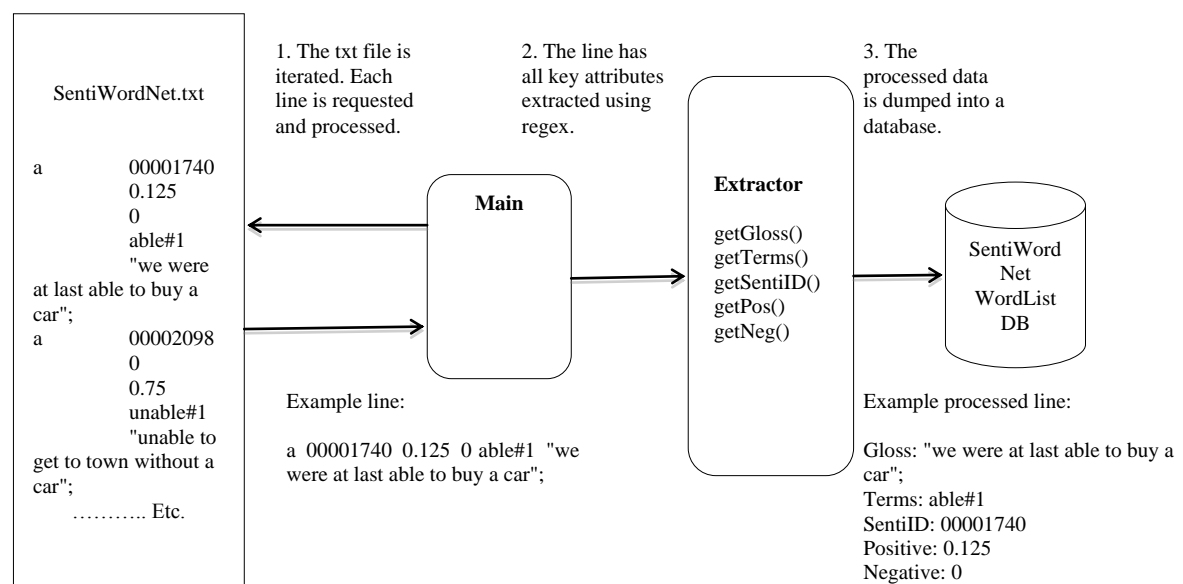 SentiWordNet.txt
a 00001740
0.125
0
able#1
"we were
at last able to buy a
car";
a 00002098
0
0.75
unable#1
"unable to
get to town without a
car";
……….. Etc.
1. The txt file is
iterated. Each
line is requested
and processed.
Main
Example line:
a 00001740 0.125 0 able#1 "we
were at last able to buy a car";
2. The line has
all key attributes
extracted using
regex.
Extractor
getGloss()
getTerms()
getSentiID()
getPos()
getNeg()
3. The
processed data
is dumped into a
database.
SentiWord
Net
WordList
DB
Example processed line:
Gloss: "we were at last able to buy a
car";
Terms: able#1
SentiID: 00001740
Positive: 0.125
Negative: 0